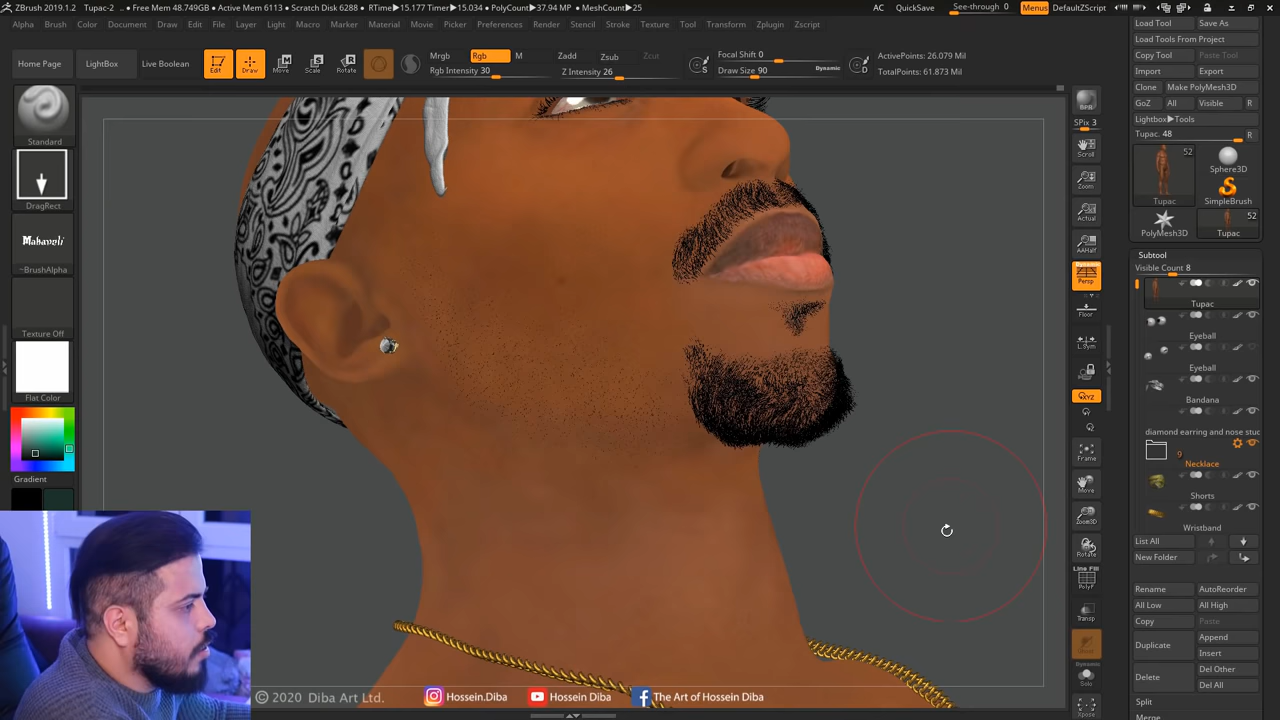 ZBrush 2019.1.2 Tupac-2 .. ● Free Mem 48.749GB ● Active Mem 6113 ● Scratch Disk 6288 ● RTime▶15.177 Timer▶15.034 ● PolyCount▶37.94 MP ● MeshCount▶25 AC QuickSave See-through 0 Menus DefaultZScript
Alpha Brush Color Document Draw Edit File Layer Light Macro Marker Material Movie Picker Preferences Render Stencil Stroke Texture Tool Transform Zplugin Zscript
Home Page LightBox Live Boolean Edit Draw Move Scale Rotate
Mrgb Rgb M Zadd Zsub Zcut
Rgb Intensity 30 Z Intensity 26
Focal Shift 0
Draw Size 90 Dynamic
S
D
ActivePoints: 26.079 Mil
TotalPoints: 61.873 Mil
Standard
DragRect
Makaveli
~BrushAlpha
Texture Off
Flat Color
Gradient
BPR
SPix 3
Scroll
Zoom
Actual
AAHalf
Dynamic
Persp
Floor
L.Sym
XYZ
Frame
Move
Zoom3D
Rotate
Line Fill
PolyF
Transp
Ghost
Dynamic
Solo
Xpose
Load Tool Save As
Load Tools From Project
Copy Tool Paste Tool
Import Export
Clone Make PolyMesh3D
GoZ All Visible R
Lightbox▶Tools
Tupac. 48 R
52
Tupac
Sphere3D
SimpleBrush
PolyMesh3D
52
Tupac
Subtool
Visible Count 8
Tupac
Eyeball
Eyeball
Bandana
diamond earring and nose stud
9
Necklace
Shorts
Wristband
List All
New Folder
Rename AutoReorder
All Low All High
Copy Paste
Duplicate Append
Insert
Delete Del Other
Del All
Split
Merge
© 2020 Diba Art Ltd. Hossein.Diba Hossein Diba The Art of Hossein Diba